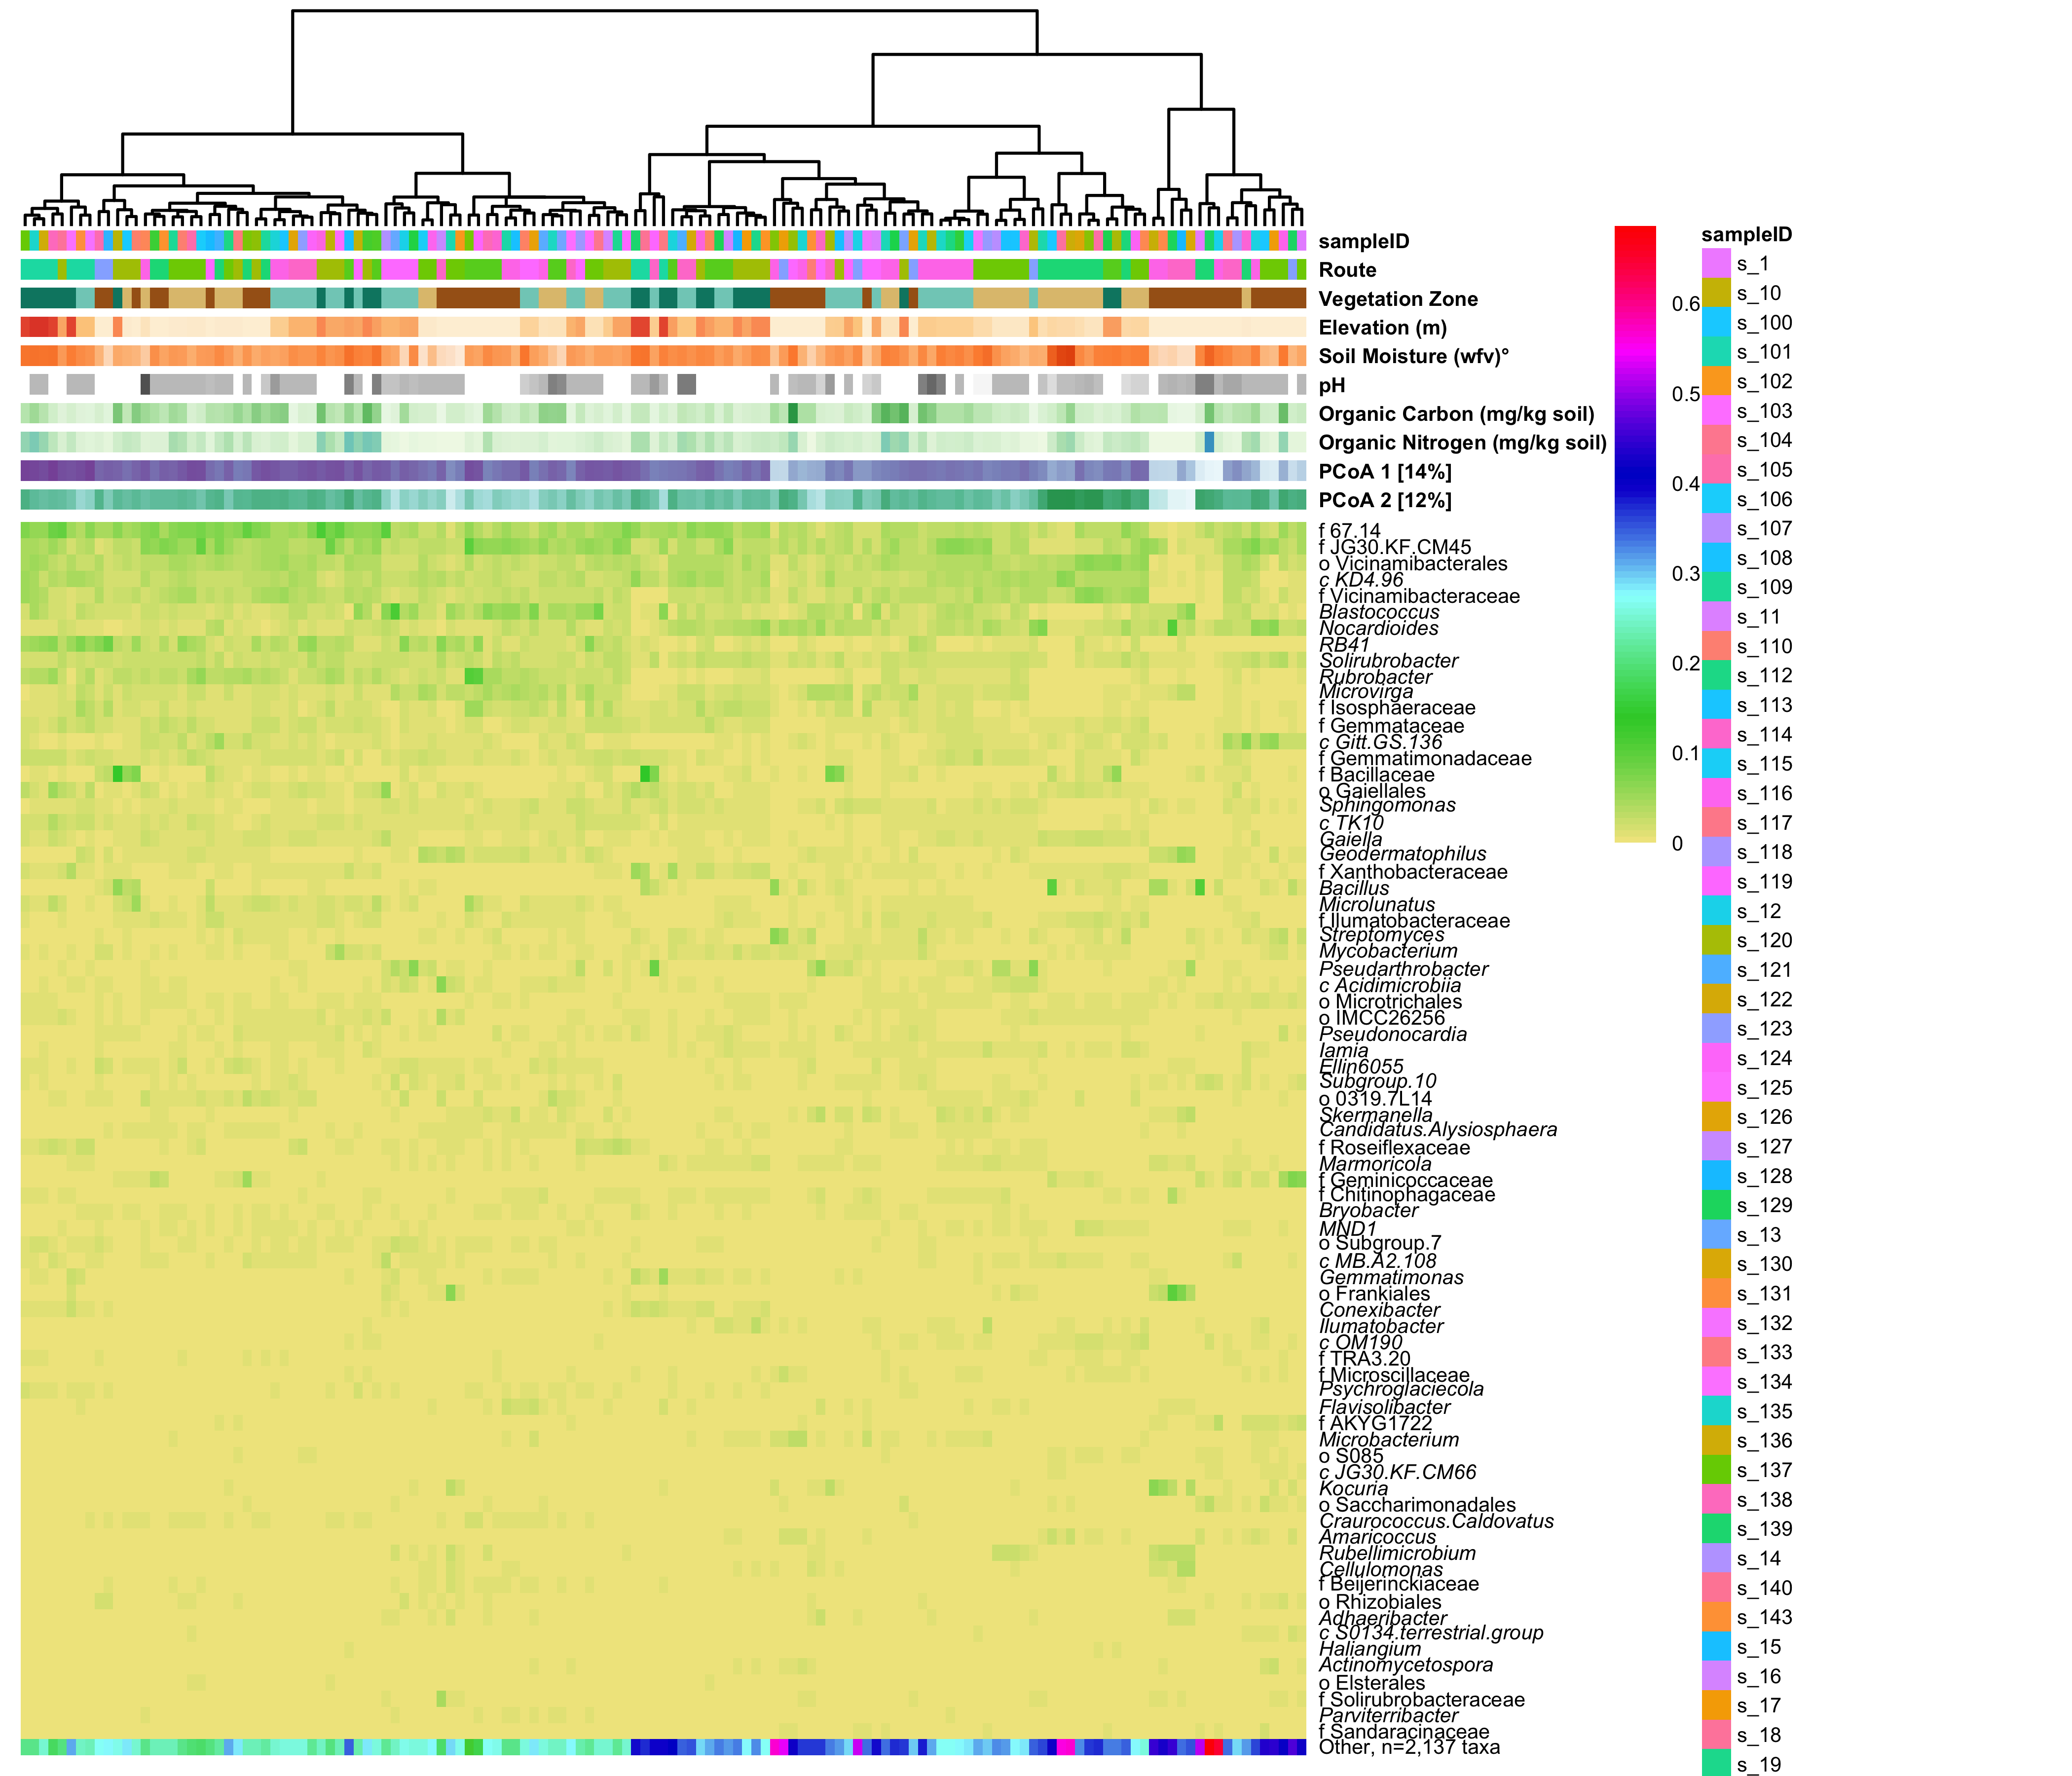 sampleID
Route
Vegetation Zone
Elevation (m)
Soil Moisture (wfv)°
pH
Organic Carbon (mg/kg soil)
Organic Nitrogen (mg/kg soil)
PCoA 1 [14%]
PCoA 2 [12%]
f 67.14
f JG30.KF.CM45
o Vicinamibacterales
c KD4.96
f Vicinamibacteraceae
Blastococcus
Nocardioides
RB41
Solirubrobacter
Rubrobacter
Microvirga
f Isosphaeraceae
f Gemmataceae
c Gitt.GS.136
f Gemmatimonadaceae
f Bacillaceae
o Gaiellales
Sphingomonas
c TK10
Gaiella
Geodermatophilus
f Xanthobacteraceae
Bacillus
Microlunatus
f Ilumatobacteraceae
Streptomyces
Mycobacterium
Pseudarthrobacter
c Acidimicrobiia
o Microtrichales
o IMCC26256
Pseudonocardia
Iamia
Ellin6055
Subgroup.10
o 0319.7L14
Skermanella
Candidatus.Alysiosphaera
f Roseiflexaceae
Marmoricola
f Geminicoccaceae
f Chitinophagaceae
Bryobacter
MND1
o Subgroup.7
c MB.A2.108
Gemmatimonas
o Frankiales
Conexibacter
Ilumatobacter
c OM190
f TRA3.20
f Microscillaceae
Psychroglaciecola
Flavisolibacter
f AKYG1722
Microbacterium
o S085
c JG30.KF.CM66
Kocuria
o Saccharimonadales
Craurococcus.Caldovatus
Amaricoccus
Rubellimicrobium
Cellulomonas
f Beijerinckiaceae
o Rhizobiales
Adhaeribacter
c S0134.terrestrial.group
Haliangium
Actinomycetospora
o Elsterales
f Solirubrobacteraceae
Parviterribacter
f Sandaracinaceae
Other, n=2,137 taxa
0.6
0.5
0.4
0.3
0.2
0.1
0
sampleID
s_1
s_10
s_100
s_101
s_102
s_103
s_104
s_105
s_106
s_107
s_108
s_109
s_11
s_110
s_112
s_113
s_114
s_115
s_116
s_117
s_118
s_119
s_12
s_120
s_121
s_122
s_123
s_124
s_125
s_126
s_127
s_128
s_129
s_13
s_130
s_131
s_132
s_133
s_134
s_135
s_136
s_137
s_138
s_139
s_14
s_140
s_143
s_15
s_16
s_17
s_18
s_19